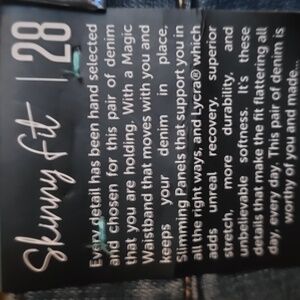 Skinny fit | 28
Every detail has been hand selected
and chosen for this pair of denim
that you are holding. With a Magic
Waistband that moves with you and
keeps your denim in place,
Slimming Panels that support you in
all the right ways, and Lycra® which
adds unreal recovery, superior
stretch, more durability, and
unbelievable softness. It's these
details that make the fit flattering all
day, every day. This pair of denim is
worthy of you and made...